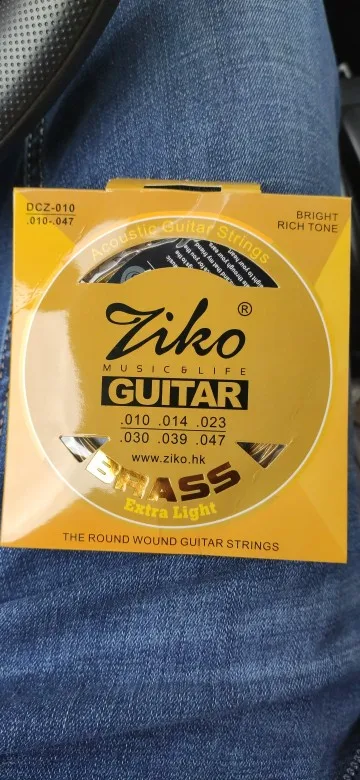 DCZ-010
.010-.047
BRIGHT
RICH TONE
Acoustic Guitar Strings
Ziko®
MUSIC & LIFE
GUITAR
.010 .014 .023
.030 .039 .047
www.ziko.hk
BRASS
Extra Light
THE ROUND WOUND GUITAR STRINGS